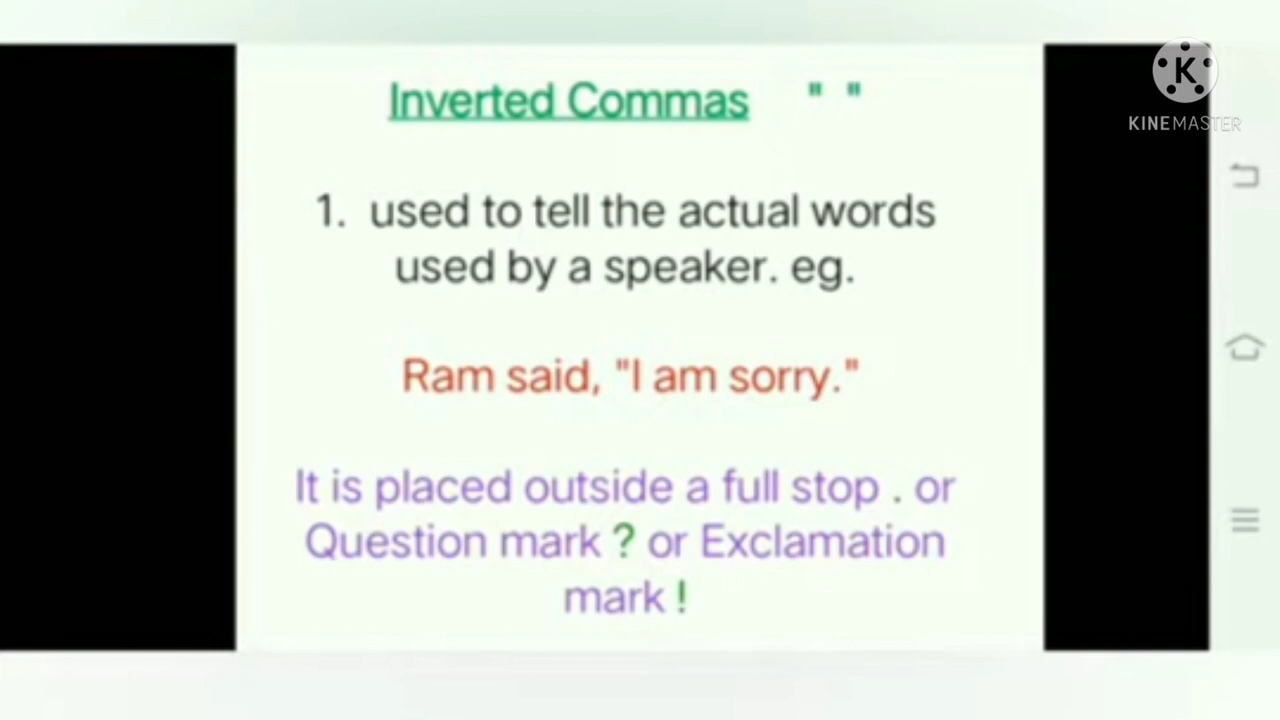 Inverted Commas " "
1. used to tell the actual words
used by a speaker. eg.
Ram said, "I am sorry."
It is placed outside a full stop . or
Question mark ? or Exclamation
mark !
K
KINEMASTER